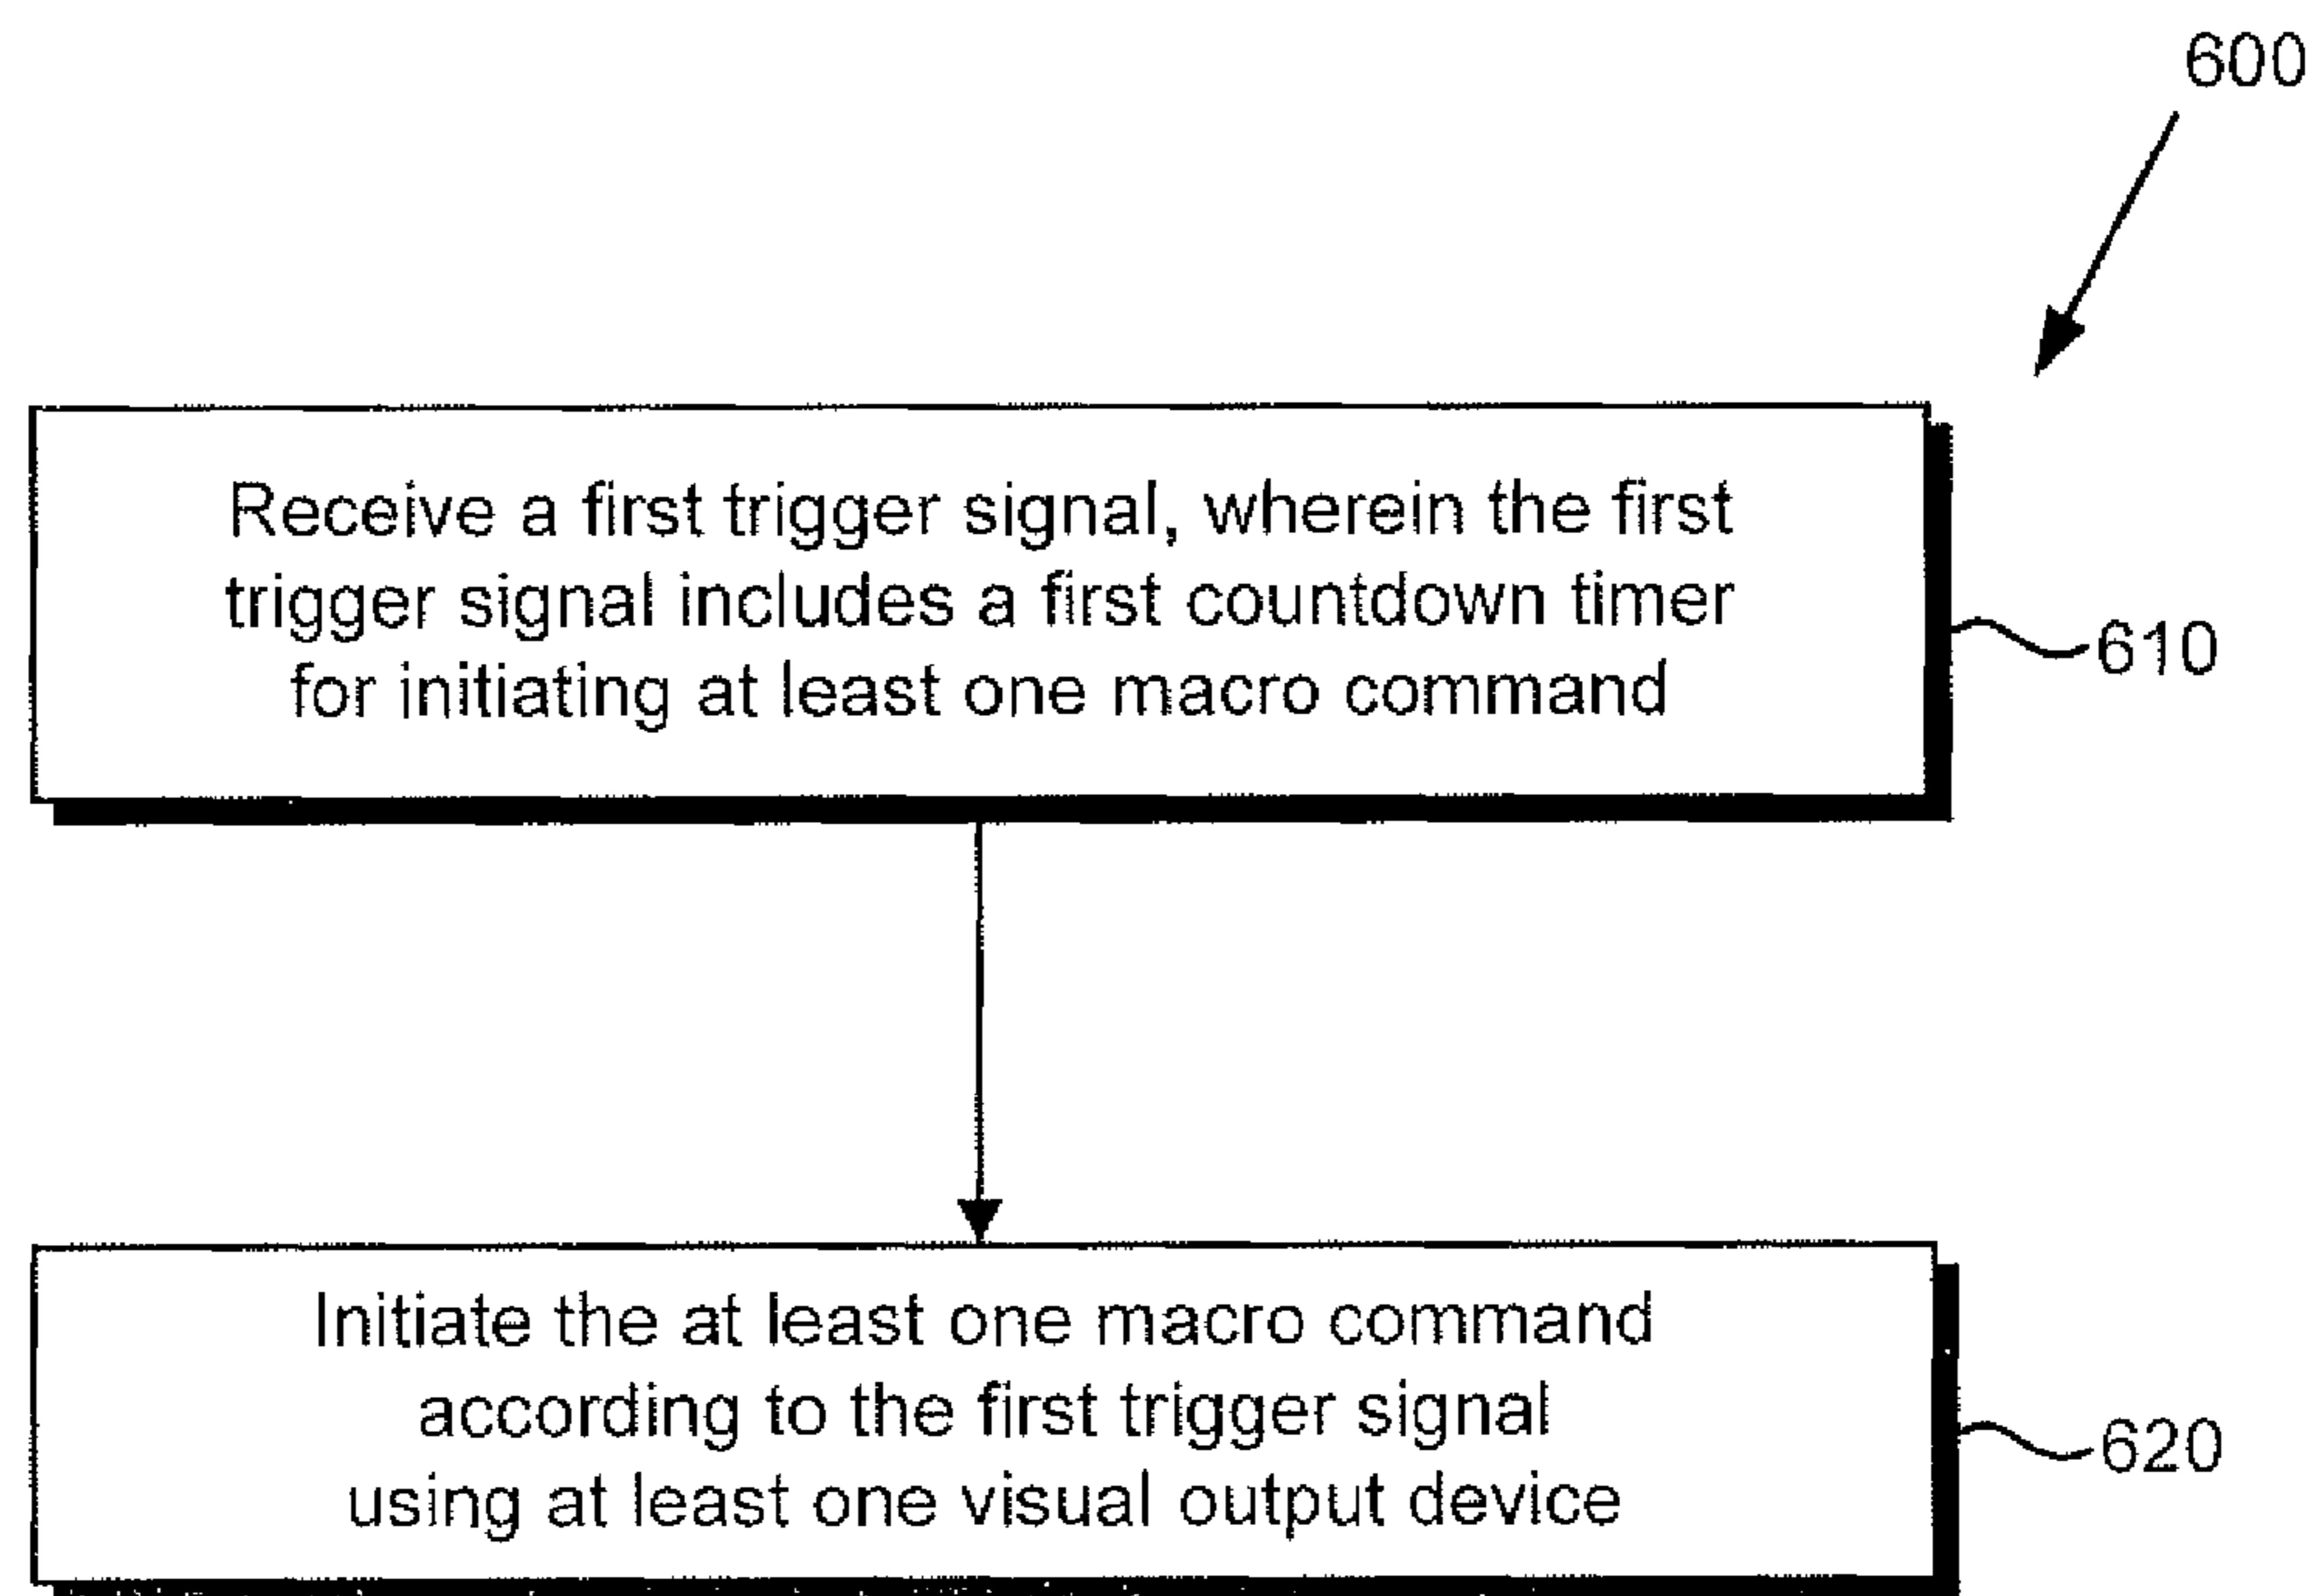 600
Receive a first trigger signal, wherein the first
trigger signal includes a first countdown timer
for initiating at least one macro command
610
Initiate the at least one macro command
according to the first trigger signal
using at least one visual output device
620